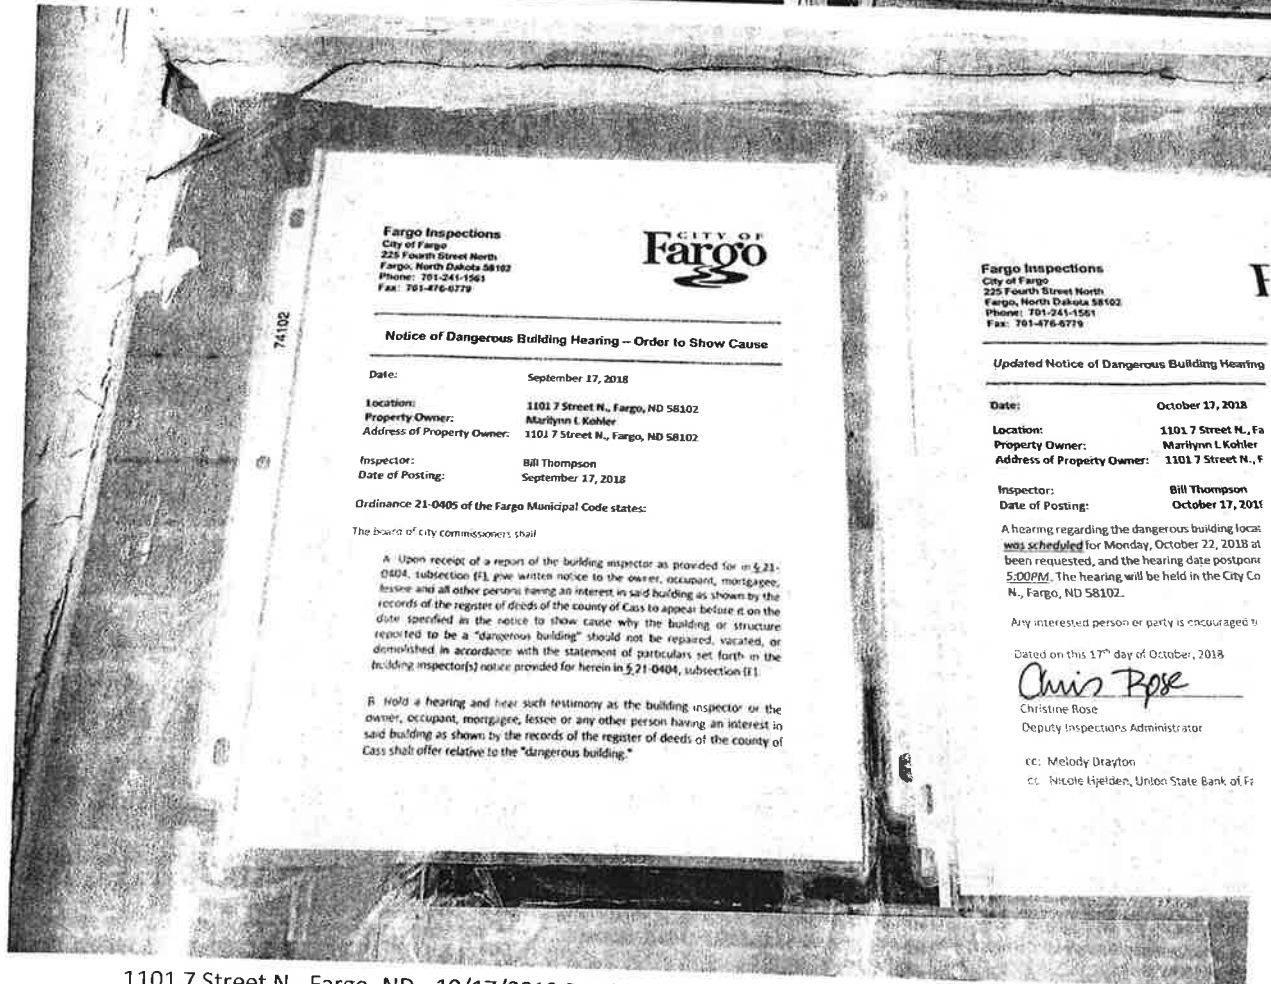 74102
Fargo Inspections
City of Fargo
225 Fourth Street North
Fargo, North Dakota 58102
Phone: 701-241-1561
Fax: 701-476-6779
CITY OF
Fargo
Notice of Dangerous Building Hearing – Order to Show Cause
Date: September 17, 2018
Location: 1101 7 Street N., Fargo, ND 58102
Property Owner: Marilynn L Kohler
Address of Property Owner: 1101 7 Street N., Fargo, ND 58102
Inspector: Bill Thompson
Date of Posting: September 17, 2018
Ordinance 21-0405 of the Fargo Municipal Code states:
The board of city commissioners shall
A Upon receipt of a report of the building inspector as provided for in § 21-
0404, subsection (F), give written notice to the owner, occupant, mortgagee,
lessee and all other persons having an interest in said building as shown by the
records of the register of deeds of the county of Cass to appear before it on the
date specified in the notice to show cause why the building or structure
reported to be a "dangerous building" should not be repaired, vacated, or
demolished in accordance with the statement of particulars set forth in the
building inspector(s) notice provided for herein in § 21-0404, subsection (F).
B Hold a hearing and hear such testimony as the building inspector or the
owner, occupant, mortgagee, lessee or any other person having an interest in
said building as shown by the records of the register of deeds of the county of
Cass shall offer relative to the "dangerous building."
Fargo Inspections
City of Fargo
225 Fourth Street North
Fargo, North Dakota 58102
Phone: 701-241-1561
Fax: 701-476-6779
F
Updated Notice of Dangerous Building Hearing
Date: October 17, 2018
Location: 1101 7 Street N., Fa
Property Owner: Marilynn L Kohler
Address of Property Owner: 1101 7 Street N., F
Inspector: Bill Thompson
Date of Posting: October 17, 201
A hearing regarding the dangerous building locat
was scheduled for Monday, October 22, 2018 at
been requested, and the hearing date postpon
5:00PM. The hearing will be held in the City Co
N., Fargo, ND 58102.
Any interested person or party is encouraged t
Dated on this 17th day of October, 2018
Chris Rose
Christine Rose
Deputy Inspections Administrator
cc: Melody Drayton
cc: Nicole Hjelden, Union State Bank of Fa
1101 7 Street N., Fargo, ND